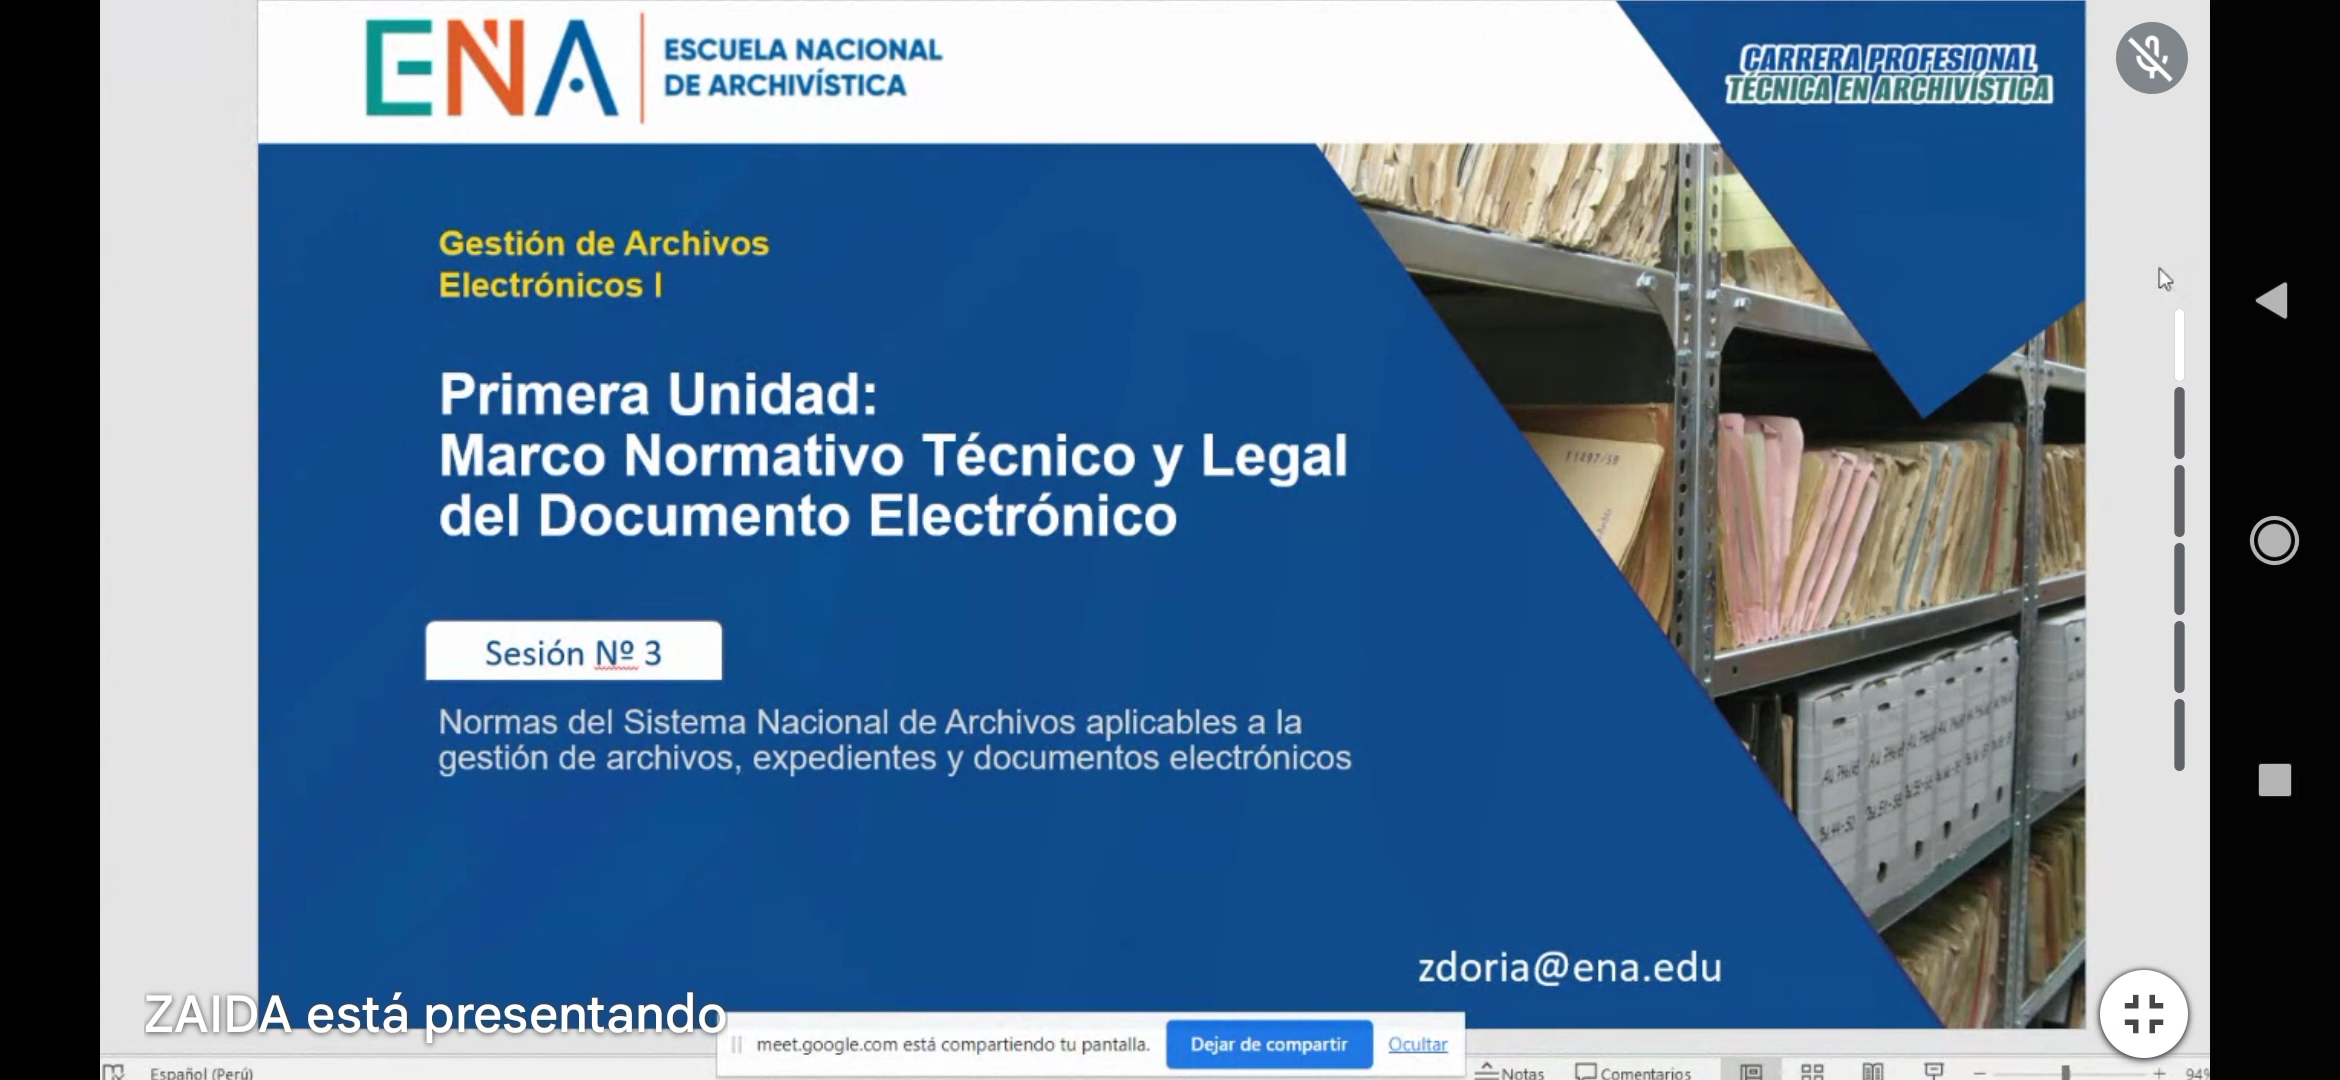 ENA
ESCUELA NACIONAL
DE ARCHIVÍSTICA
CARRERA PROFESIONAL
TÉCNICA EN ARCHIVÍSTICA
Gestión de Archivos
Electrónicos I
Primera Unidad:
Marco Normativo Técnico y Legal
del Documento Electrónico
11497/58
Sesión Nº 3
Normas del Sistema Nacional de Archivos aplicables a la
gestión de archivos, expedientes y documentos electrónicos
zdoria@ena.edu
ZAIDA está presentando
meet.google.com está compartiendo tu pantalla.
Dejar de compartir
Ocultar
Español (Perú)
Notas
Comentarios